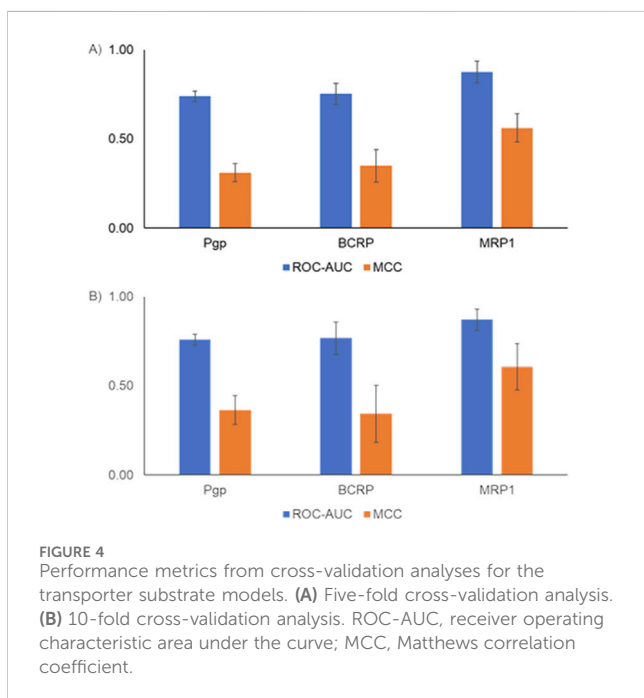 A) 1.00
0.50
0.00
Pgp BCRP MRP1
ROC-AUC MCC
B) 1.00
0.50
0.00
Pgp BCRP MRP1
ROC-AUC MCC
FIGURE 4
Performance metrics from cross-validation analyses for the
transporter substrate models. (A) Five-fold cross-validation analysis.
(B) 10-fold cross-validation analysis. ROC-AUC, receiver operating
characteristic area under the curve; MCC, Matthews correlation
coefficient.